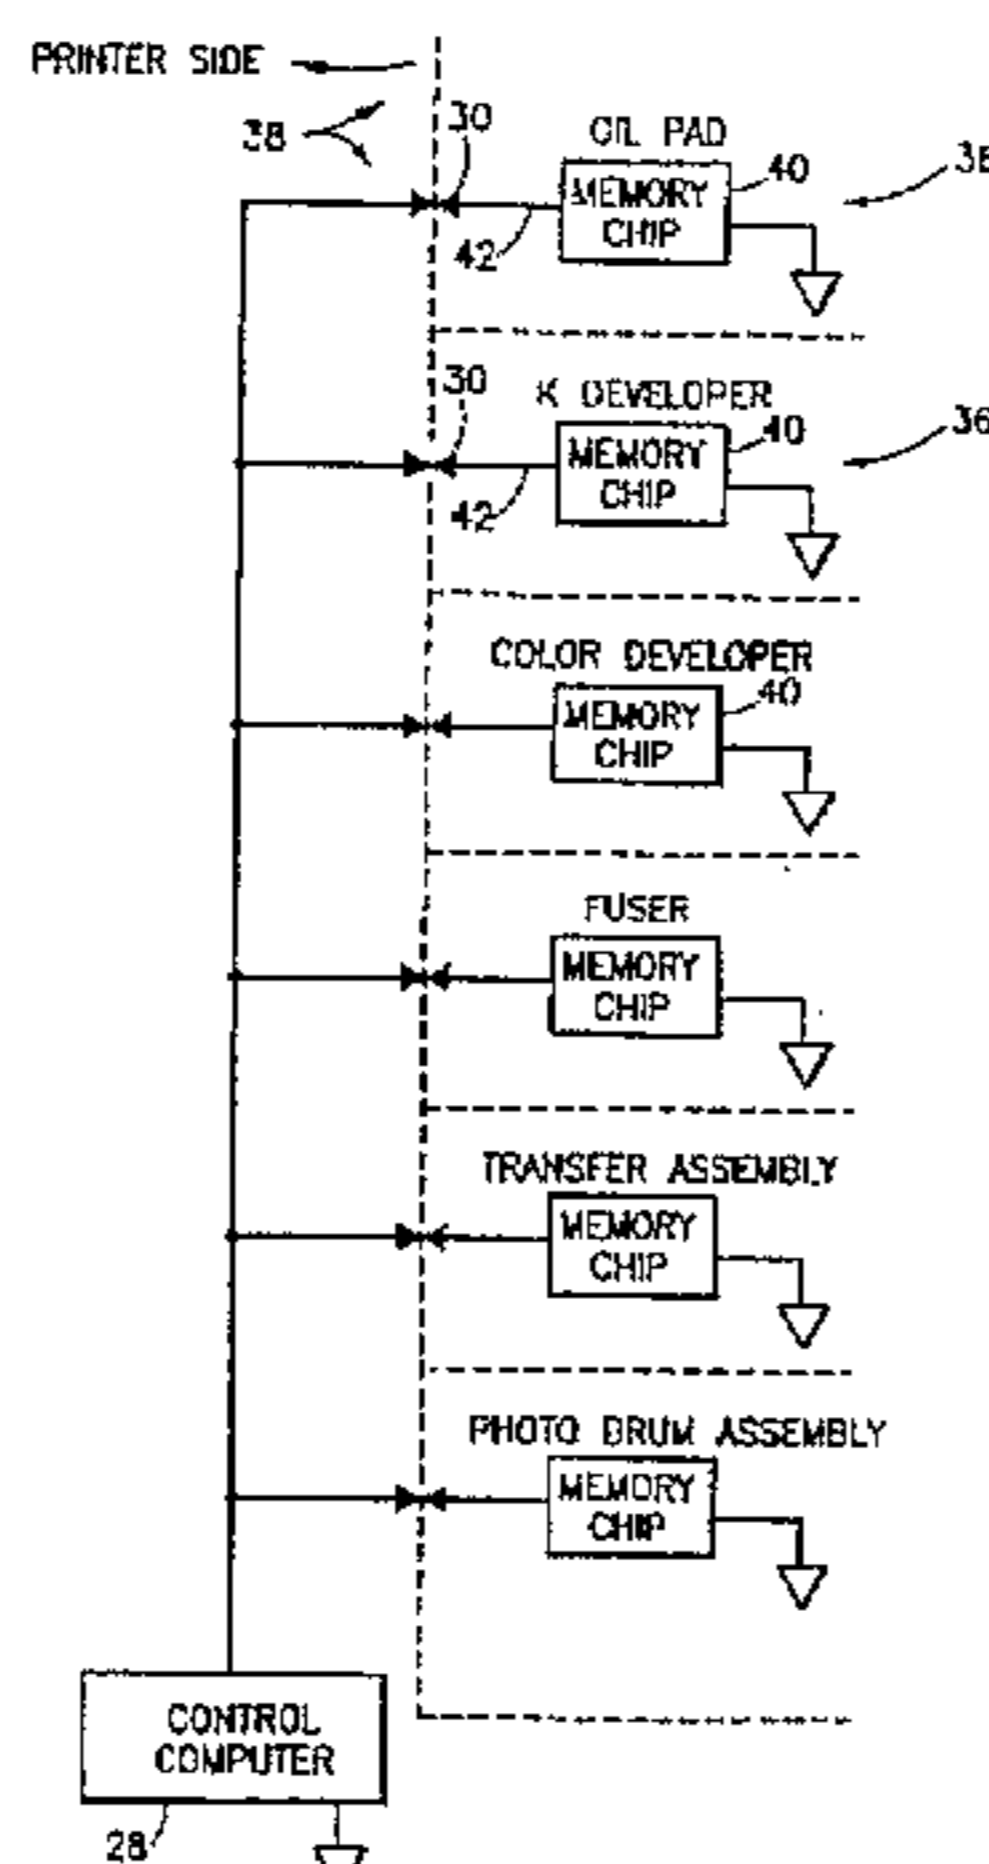 PRINTER SIDE
38
30
OIL PAD
MEMORY
CHIP
40
42
30
K DEVELOPER
MEMORY
CHIP
40
36
42
COLOR DEVELOPER
MEMORY
CHIP
40
FUSER
MEMORY
CHIP
TRANSFER ASSEMBLY
MEMORY
CHIP
PHOTO DRUM ASSEMBLY
MEMORY
CHIP
CONTROL
COMPUTER
28